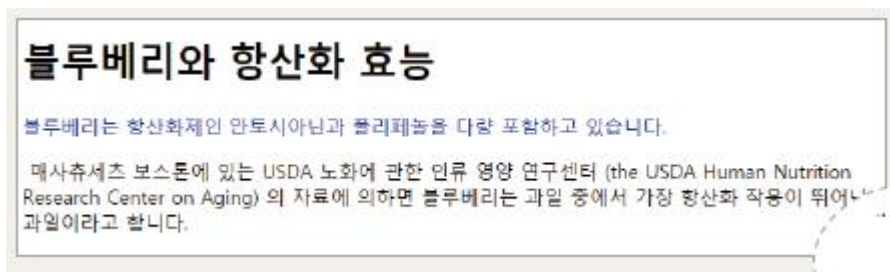 블루베리와 항산화 효능
블루베리는 항산화제인 안토시아닌과 폴리페놀을 다량 포함하고 있습니다.
매사츄세츠 보스톤에 있는 USDA 노화에 관한 인류 영양 연구센터 (the USDA Human Nutrition
Research Center on Aging) 의 자료에 의하면 블루베리는 과일 중에서 가장 항산화 작용이
과일이라고 합니다.